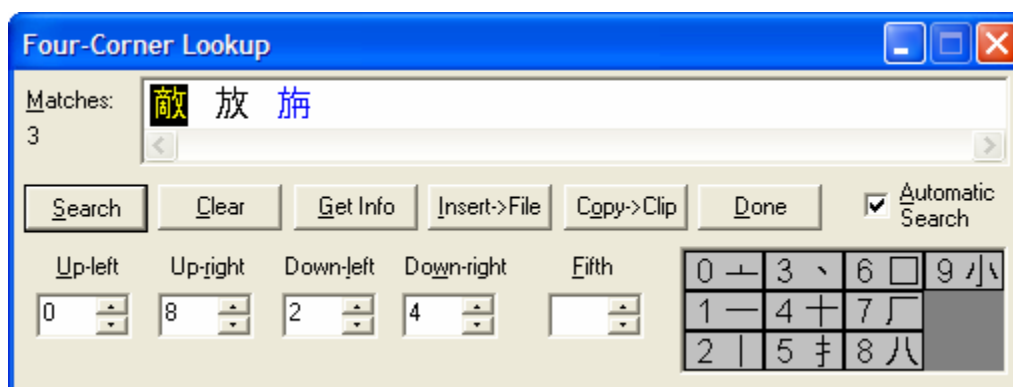 Four-Corner Lookup
Matches: 敵 放 旃
3
Search Clear Get Info Insert->File Copy->Clip Done Automatic Search
Up-left Up-right Down-left Down-right Fifth
0 8 2 4
0 亠 3 丶 6 囗 9 小
1 一 4 十 7 厂
2 丨 5 扌 8 八